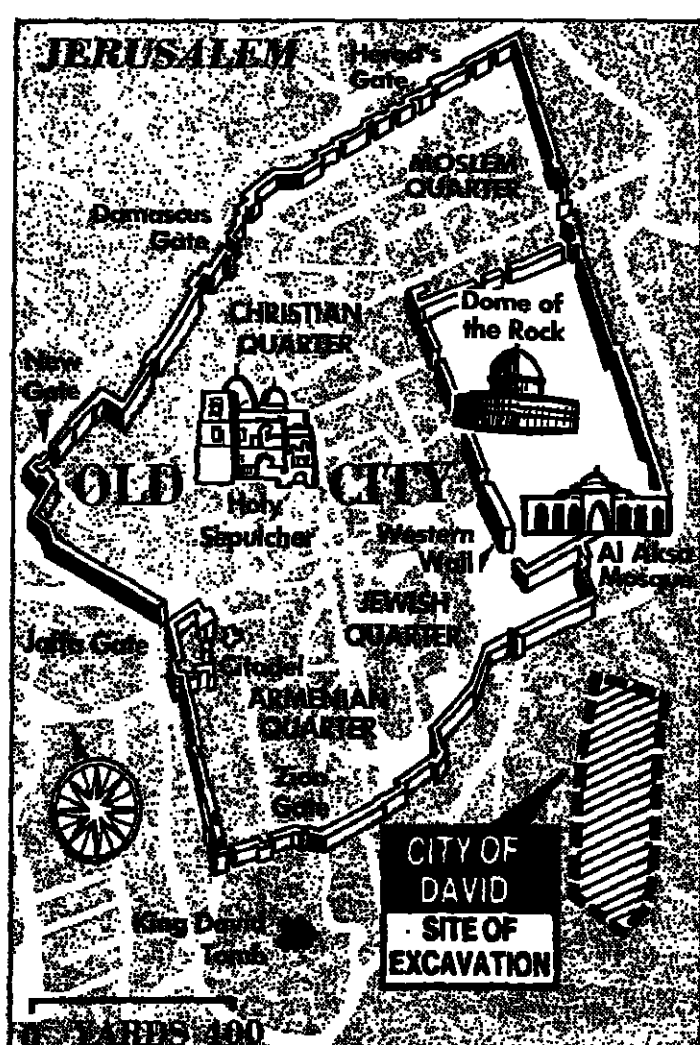 JERUSALEM
Herod's
Gate
MOSLEM
QUARTER
Damascus
Gate
Dome of
the Rock
CHRISTIAN
QUARTER
New
Gate
OLD CITY
Holy
Sepulcher
Western
Wall
Al Aksa
Mosque
JEWISH
QUARTER
Jaffa Gate
Citadel
ARMENIAN
QUARTER
Zion
Gate
CITY OF
DAVID
SITE OF
EXCAVATION
King David
Tomb
0 YARDS 400